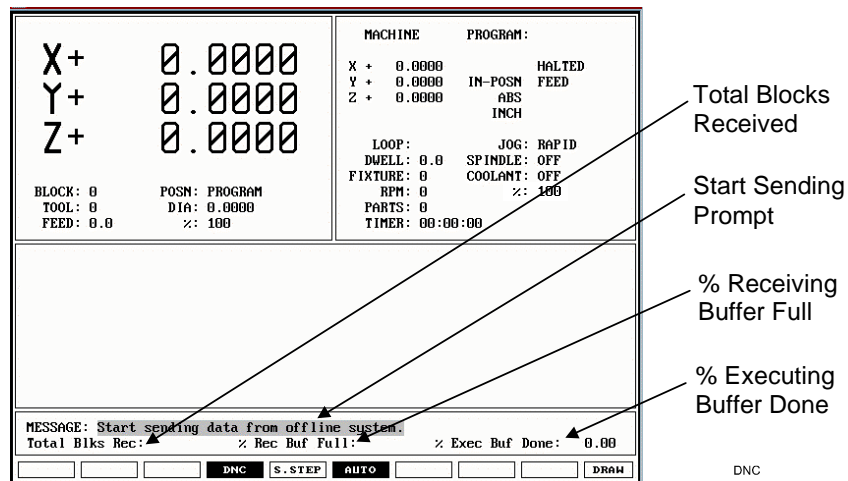 X+ 0.0000
Y+ 0.0000
Z+ 0.0000
BLOCK: 0 POSN: PROGRAM
TOOL: 0 DIA: 0.0000
FEED: 0.0 %: 100
MACHINE PROGRAM:
X + 0.0000 HALTED
Y + 0.0000 IN-POSN FEED
Z + 0.0000 ABS
INCH
LOOP: JOG: RAPID
DWELL: 0.0 SPINDLE: OFF
FIXTURE: 0 COOLANT: OFF
RPM: 0 %: 100
PARTS: 0
TIMER: 00:00:00
MESSAGE: Start sending data from offline system.
Total Blks Rec: % Rec Buf Full: % Exec Buf Done: 0.00
DNC S.STEP AUTO DRAW
Total Blocks
Received
Start Sending
Prompt
% Receiving
Buffer Full
% Executing
Buffer Done
DNC